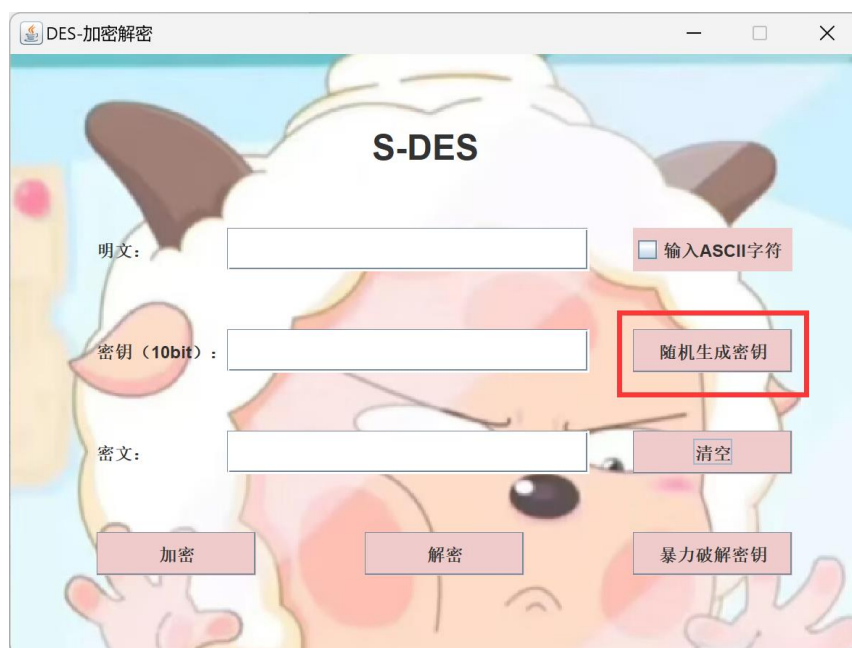 DES-加密解密
S-DES
明文：
输入ASCII字符
密钥（10bit）：
随机生成密钥
密文：
清空
加密
解密
暴力破解密钥